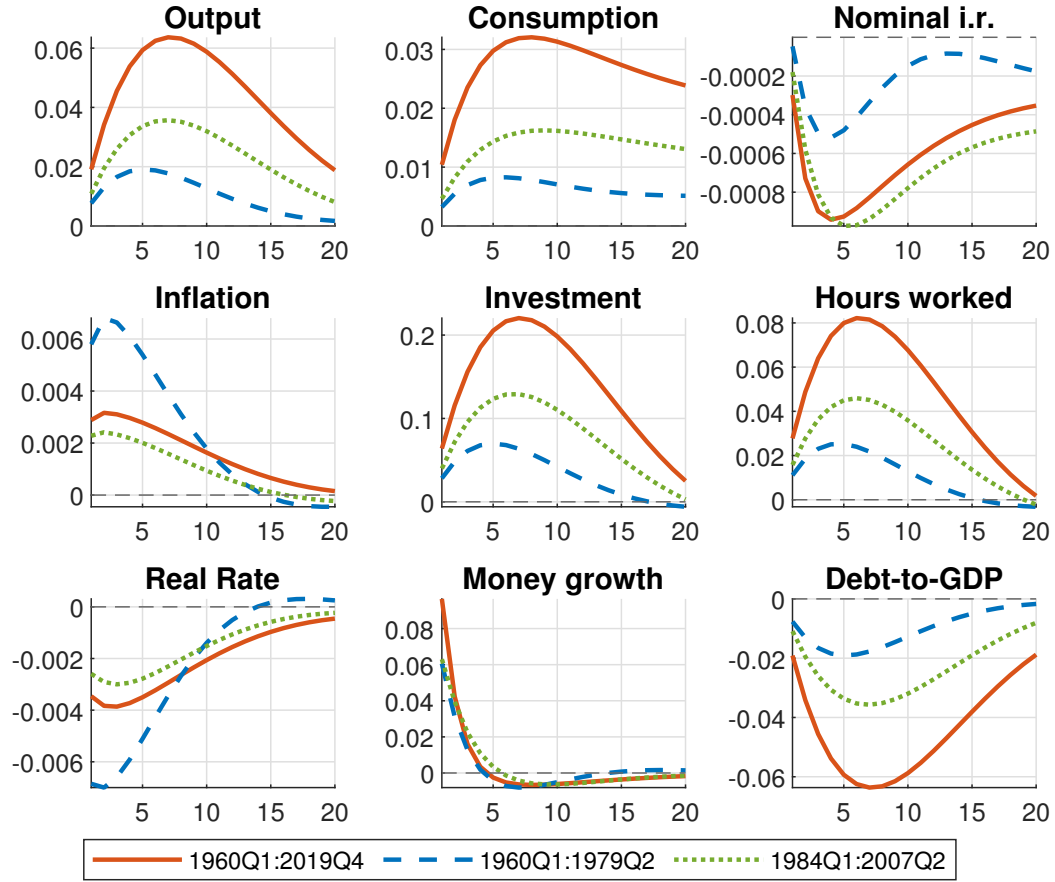 Output
0.06
0.04
0.02
0
5 10 15 20
Consumption
0.03
0.02
0.01
0
5 10 15 20
Nominal i.r.
-0.0002
-0.0004
-0.0006
-0.0008
5 10 15 20
Inflation
0.006
0.004
0.002
0
5 10 15 20
Investment
0.2
0.1
0
5 10 15 20
Hours worked
0.08
0.06
0.04
0.02
0
5 10 15 20
Real Rate
0
-0.002
-0.004
-0.006
5 10 15 20
Money growth
0.08
0.06
0.04
0.02
0
5 10 15 20
Debt-to-GDP
0
-0.02
-0.04
-0.06
5 10 15 20
1960Q1:2019Q4 1960Q1:1979Q2 1984Q1:2007Q2